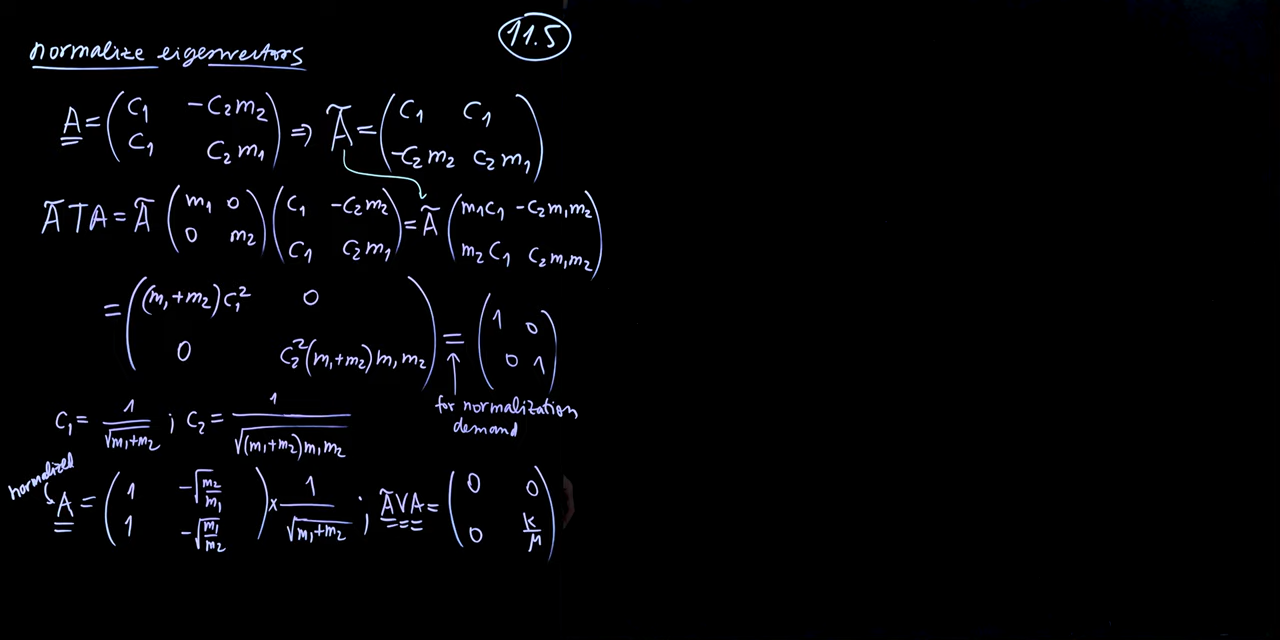 11.5
normalize eigenvectors
A = ( C1 -C2m2 ; C1 C2m1 ) ⇒ Ã = ( C1 C1 ; -C2m2 C2m1 )
ÃTA = Ã ( m1 0 ; 0 m2 ) ( C1 -C2m2 ; C1 C2m1 ) = Ã ( m1C1 -C2m1m2 ; m2C1 C2m1m2 )
= ( (m1+m2)C1² 0 ; 0 C2²(m1+m2)m1m2 ) = ( 1 0 ; 0 1 )
for normalization
demand
C1 = 1/√(m1+m2) ; C2 = 1/√((m1+m2)m1m2)
normalized
A = ( 1 -√(m2/m1) ; 1 -√(m1/m2) ) × 1/√(m1+m2) ; ÃVA = ( 0 0 ; 0 k/μ )